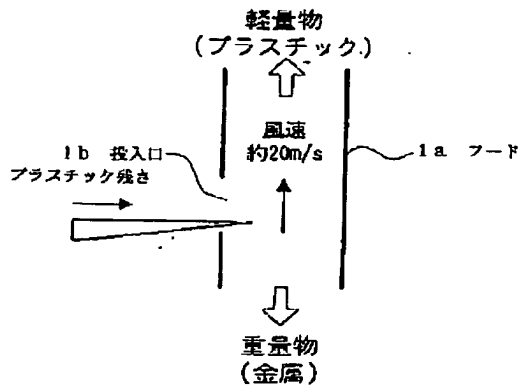 軽量物
(プラスチック)
風速
約20m/s
1b 投入口
プラスチック残さ
1a フード
重量物
(金属)